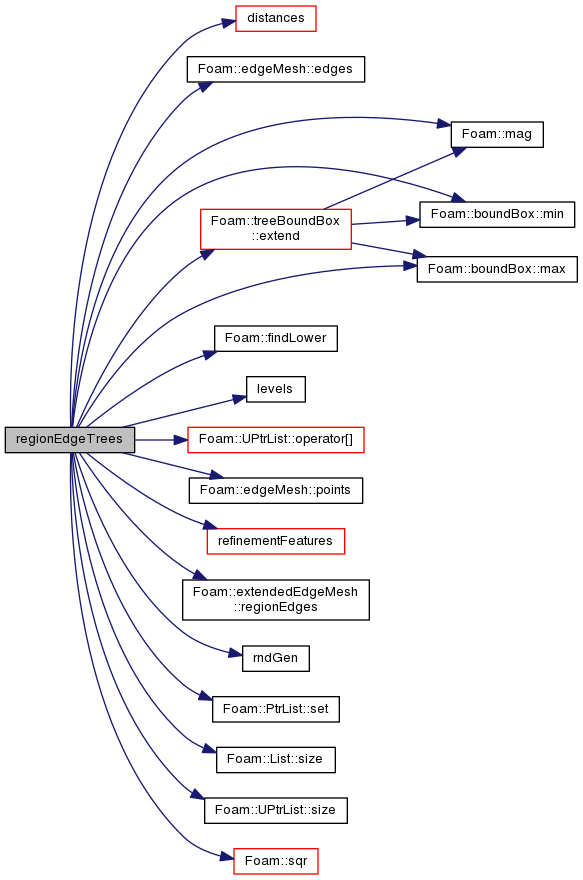 distances
Foam::edgeMesh::edges
Foam::mag
Foam::boundBox::min
Foam::treeBoundBox
::extend
Foam::boundBox::max
Foam::findLower
levels
regionEdgeTrees
Foam::UPtrList::operator[]
Foam::edgeMesh::points
refinementFeatures
Foam::extendedEdgeMesh
::regionEdges
rndGen
Foam::PtrList::set
Foam::List::size
Foam::UPtrList::size
Foam::sqr